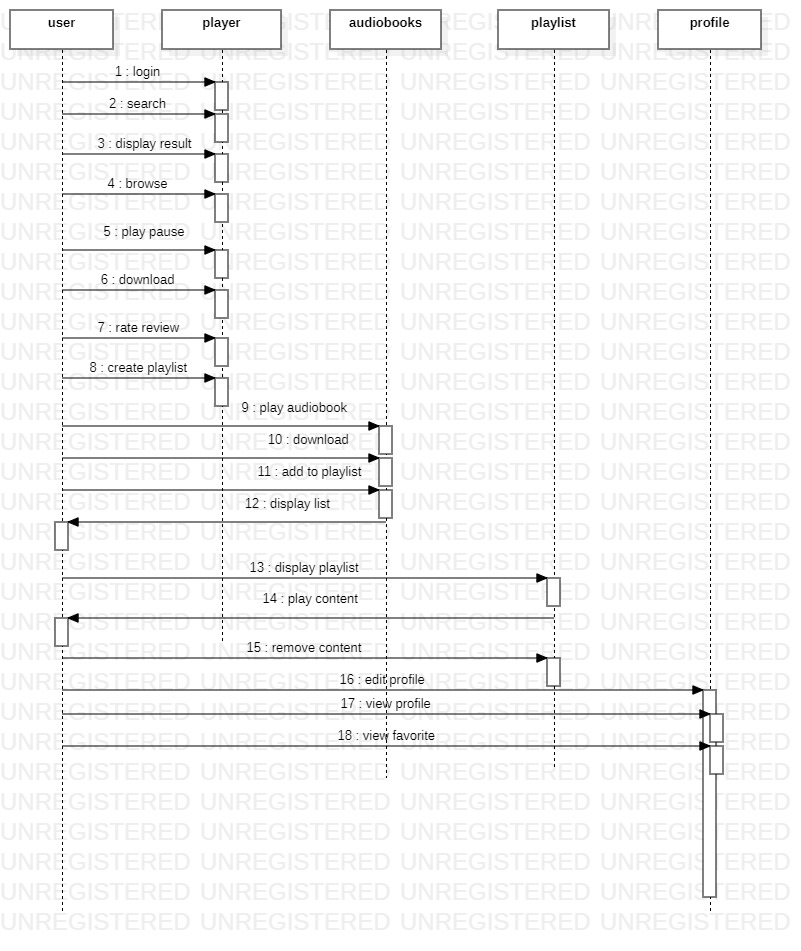 user player audiobooks playlist profile
1 : login
2 : search
3 : display result
4 : browse
5 : play pause
6 : download
7 : rate review
8 : create playlist
9 : play audiobook
10 : download
11 : add to playlist
12 : display list
13 : display playlist
14 : play content
15 : remove content
16 : edit profile
17 : view profile
18 : view favorite
UNREGISTERED UNREGISTERED UNREGISTERED UNREGISTERED